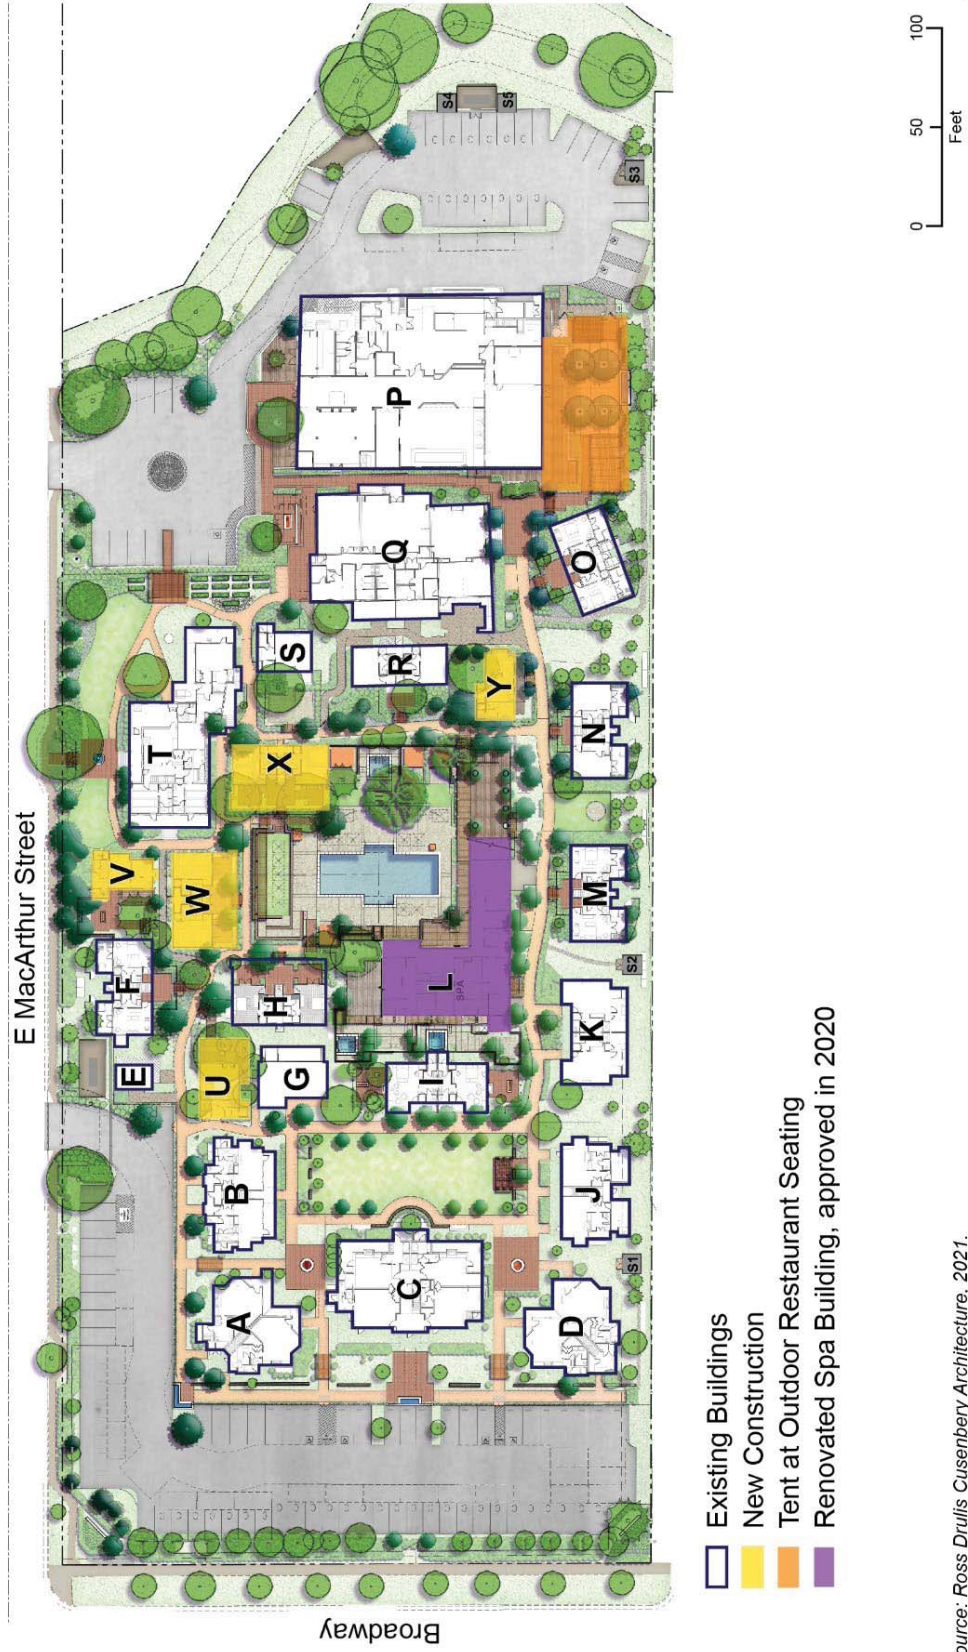 E MacArthur Street
Broadway
A
B
C
D
E
F
G
H
I
J
K
L
SPA
M
N
O
P
Q
R
S
T
U
V
W
X
Y
S1
S2
S3
S4
S5
Existing Buildings
New Construction
Tent at Outdoor Restaurant Seating
Renovated Spa Building, approved in 2020
0 50 100
Feet
ource: Ross Drulis Cusenbery Architecture, 2021.